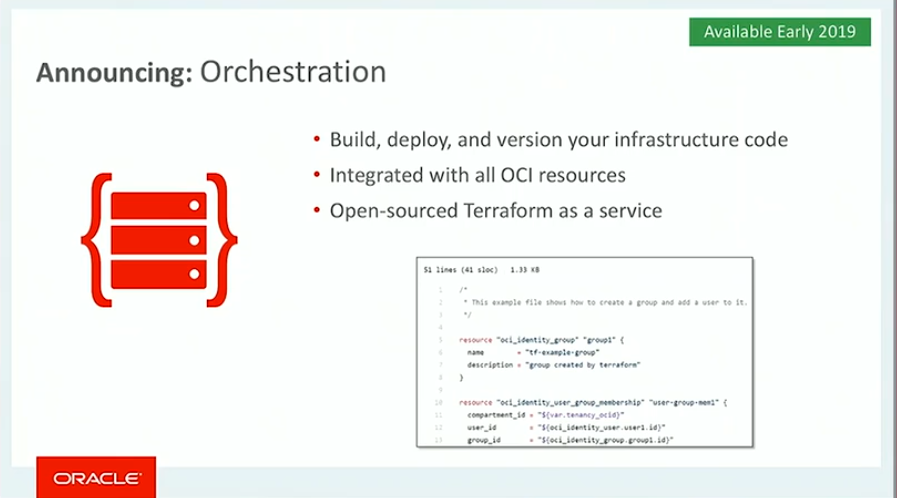 Available Early 2019
Announcing: Orchestration
• Build, deploy, and version your infrastructure code
• Integrated with all OCI resources
• Open-sourced Terraform as a service
51 lines (41 sloc) 1.33 KB
1 /*
2 * This example file shows how to create a group and add a user to it.
3 */
4
5 resource "oci_identity_group" "group1" {
6 name = "tf-example-group"
7 description = "group created by terraform"
8 }
9
10 resource "oci_identity_user_group_membership" "user-group-mem1" {
11 compartment_id = "${var.tenancy_ocid}"
12 user_id = "${oci_identity_user.user1.id}"
13 group_id = "${oci_identity_group.group1.id}"
ORACLE